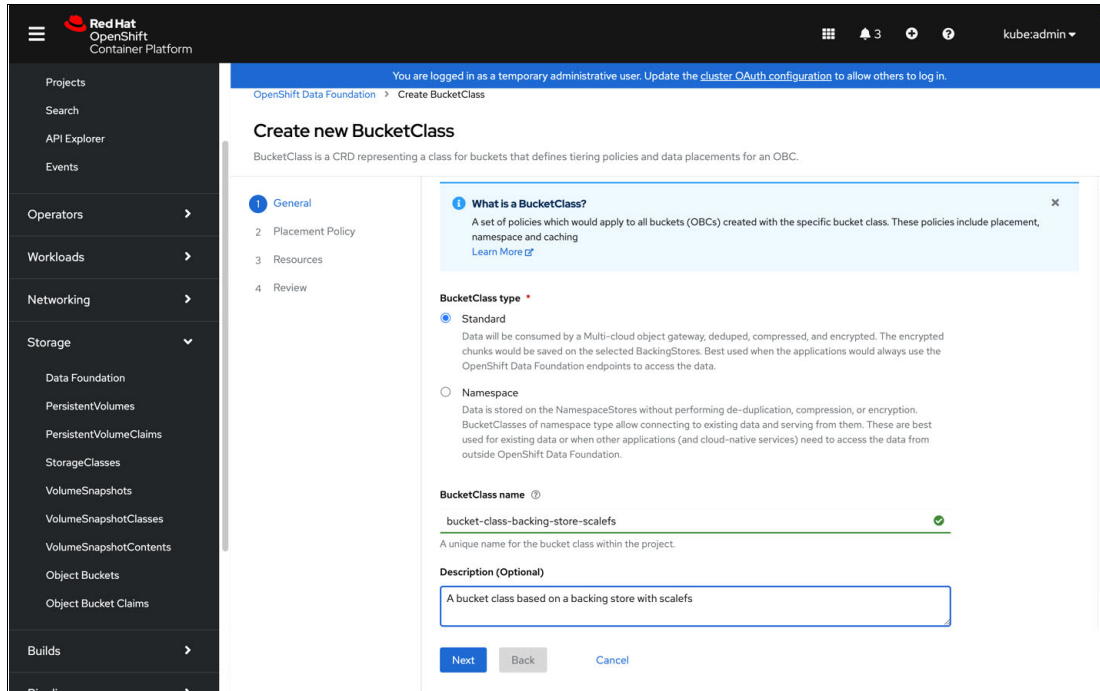 Red Hat
OpenShift
Container Platform
3
kube:admin
Projects
Search
API Explorer
Events
Operators
Workloads
Networking
Storage
Data Foundation
PersistentVolumes
PersistentVolumeClaims
StorageClasses
VolumeSnapshots
VolumeSnapshotClasses
VolumeSnapshotContents
Object Buckets
Object Bucket Claims
Builds
You are logged in as a temporary administrative user. Update the cluster OAuth configuration to allow others to log in.
OpenShift Data Foundation > Create BucketClass
Create new BucketClass
BucketClass is a CRD representing a class for buckets that defines tiering policies and data placements for an OBC.
1 General
2 Placement Policy
3 Resources
4 Review
What is a BucketClass?
A set of policies which would apply to all buckets (OBCs) created with the specific bucket class. These policies include placement,
namespace and caching
Learn More
BucketClass type *
Standard
Data will be consumed by a Multi-cloud object gateway, deduped, compressed, and encrypted. The encrypted
chunks would be saved on the selected BackingStores. Best used when the applications would always use the
OpenShift Data Foundation endpoints to access the data.
Namespace
Data is stored on the NamespaceStores without performing de-duplication, compression, or encryption.
BucketClasses of namespace type allow connecting to existing data and serving from them. These are best
used for existing data or when other applications (and cloud-native services) need to access the data from
outside OpenShift Data Foundation.
BucketClass name
bucket-class-backing-store-scalefs
A unique name for the bucket class within the project.
Description (Optional)
A bucket class based on a backing store with scalefs
Next
Back
Cancel